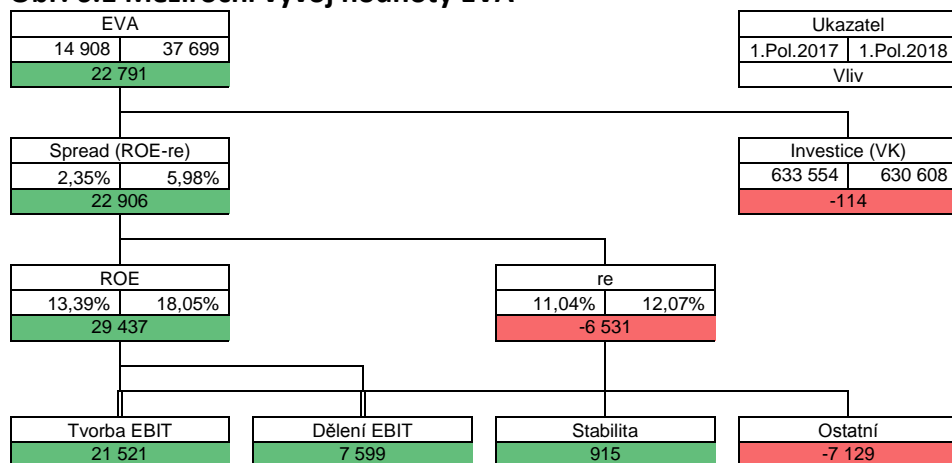 Obr. 3.2 Meziroční vývoj hodnoty EVA
EVA
14 908 37 699
22 791
Ukazatel
1.Pol.2017 1.Pol.2018
Vliv
Spread (ROE-re)
2,35% 5,98%
22 906
Investice (VK)
633 554 630 608
-114
ROE
13,39% 18,05%
29 437
re
11,04% 12,07%
-6 531
Tvorba EBIT
21 521
Dělení EBIT
7 599
Stabilita
915
Ostatní
-7 129